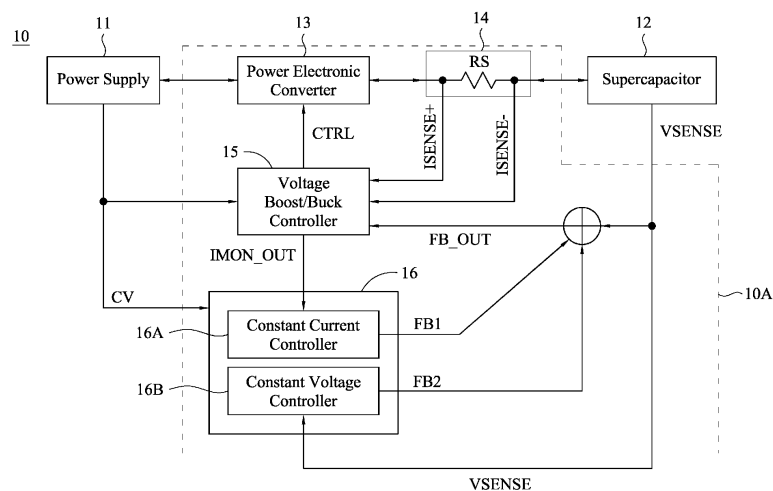 10
11
13
14
12
Power Supply
Power Electronic
Converter
RS
Supercapacitor
CTRL
ISENSE+
ISENSE-
VSENSE
15
Voltage
Boost/Buck
Controller
FB_OUT
IMON_OUT
16
10A
CV
16A
Constant Current
Controller
FB1
16B
Constant Voltage
Controller
FB2
VSENSE